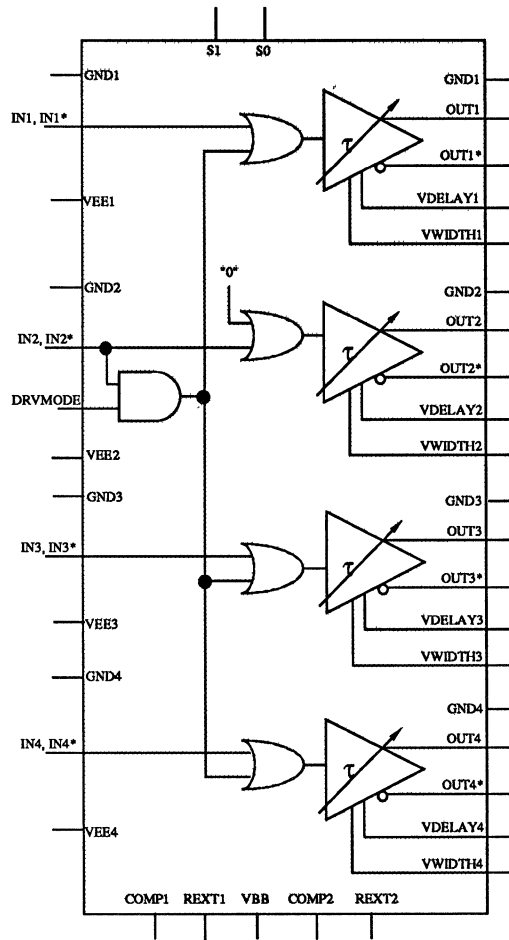 S1 S0
GND1 GND1
IN1, IN1* OUT1
τ OUT1*
VEE1 VDELAY1
VWIDTH1
"0"
GND2 GND2
IN2, IN2* OUT2
τ OUT2*
DRVMODE VDELAY2
VEE2 VWIDTH2
GND3 GND3
IN3, IN3* OUT3
τ OUT3*
VEE3 VDELAY3
VWIDTH3
GND4 GND4
IN4, IN4* OUT4
τ OUT4*
VEE4 VDELAY4
VWIDTH4
COMP1 REXT1 VBB COMP2 REXT2